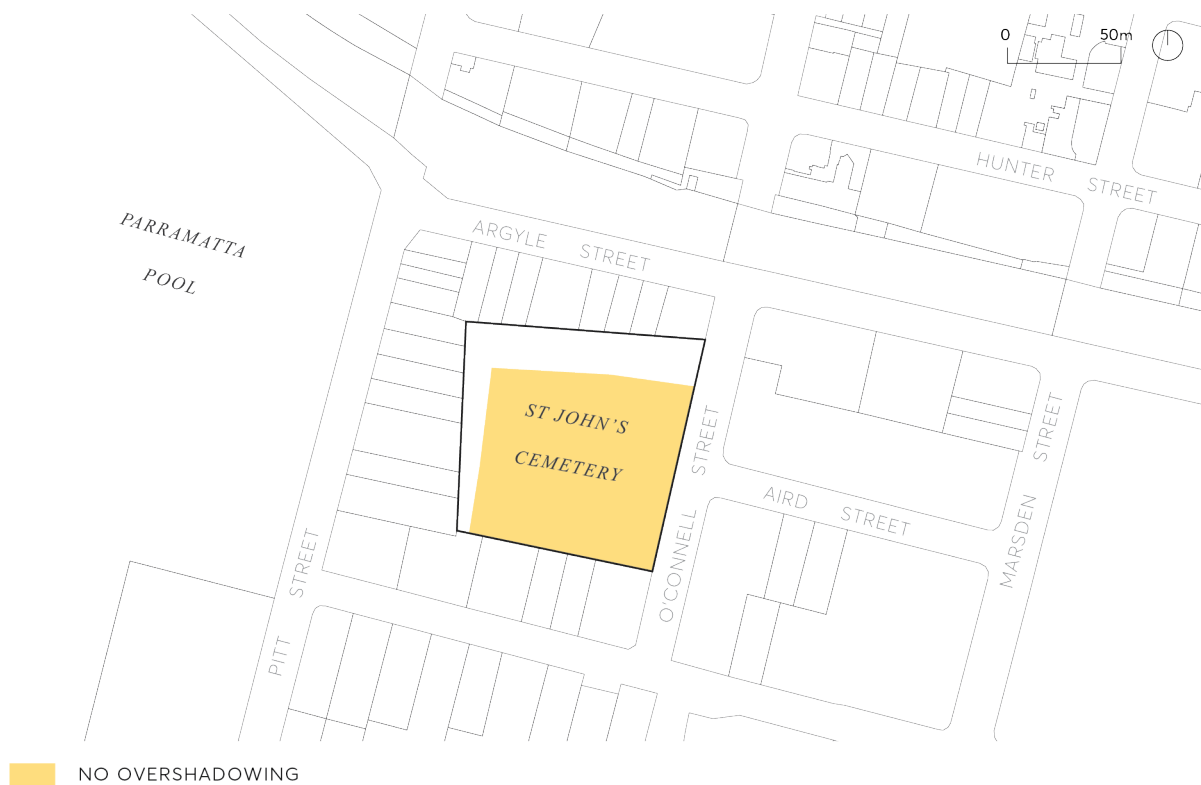 0 50m
HUNTER STREET
PARRAMATTA
POOL
ARGYLE STREET
ST JOHN'S
CEMETERY
O'CONNELL STREET
AIRD STREET
MARSDEN STREET
PITT STREET
NO OVERSHADOWING